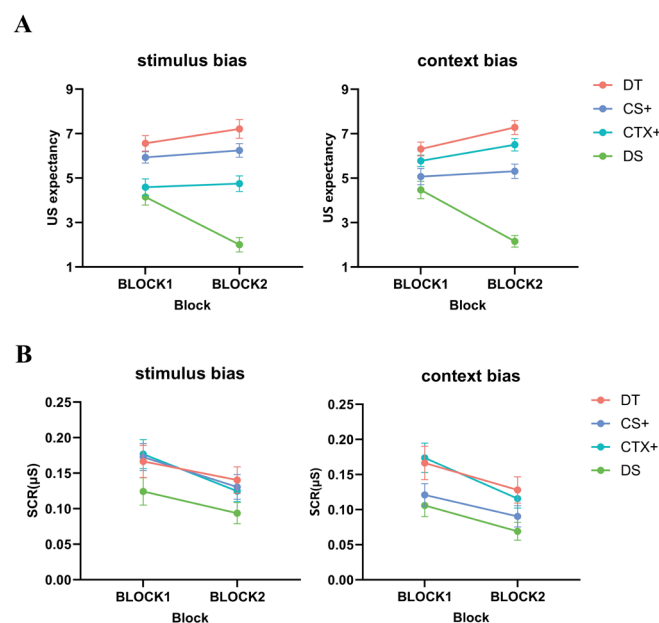 A
stimulus bias
context bias
9
7
5
3
1
US expectancy
BLOCK1 BLOCK2
Block
9
7
5
3
1
US expectancy
BLOCK1 BLOCK2
Block
DT
CS+
CTX+
DS
B
stimulus bias
context bias
0.25
0.20
0.15
0.10
0.05
0.00
SCR(μS)
BLOCK1 BLOCK2
Block
0.25
0.20
0.15
0.10
0.05
0.00
SCR(μS)
BLOCK1 BLOCK2
Block
DT
CS+
CTX+
DS